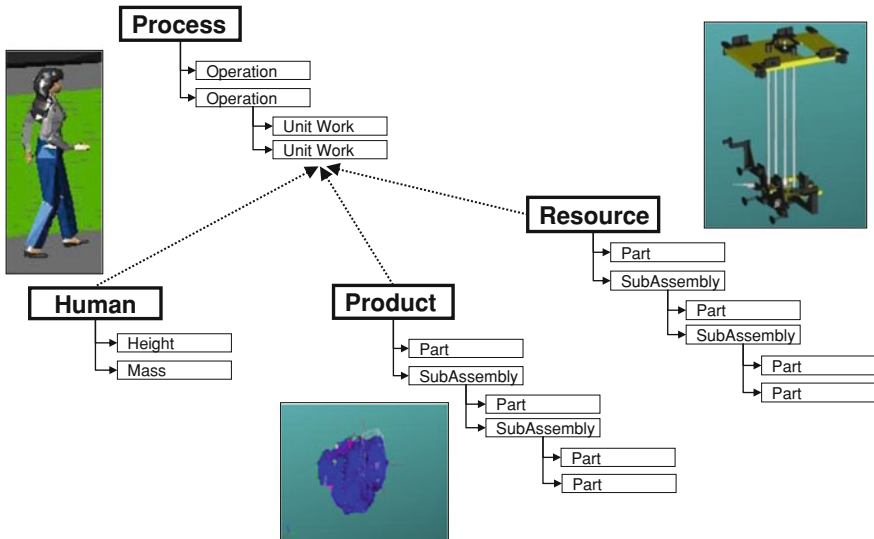 Process
Operation
Operation
Unit Work
Unit Work
Human
Height
Mass
Product
Part
SubAssembly
Part
SubAssembly
Part
Part
Resource
Part
SubAssembly
Part
SubAssembly
Part
Part